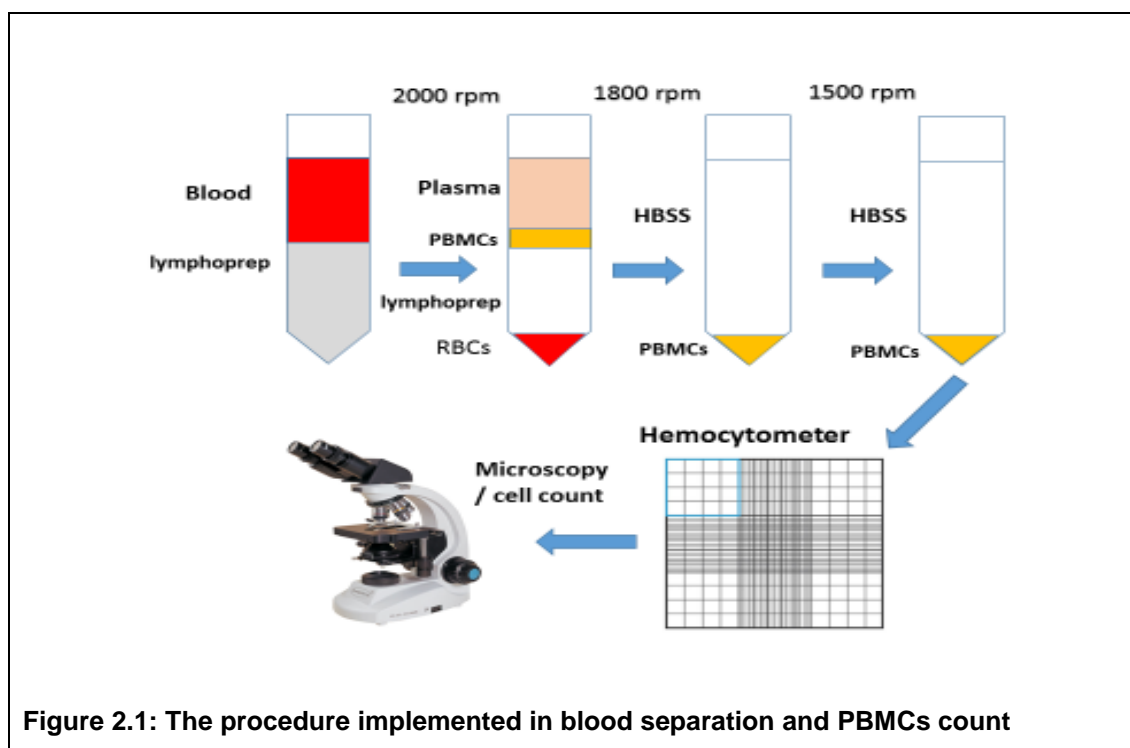 2000 rpm
1800 rpm
1500 rpm
Blood
lymphoprep
Plasma
PBMCs
lymphoprep
RBCs
HBSS
PBMCs
HBSS
PBMCs
Hemocytometer
Microscopy
/ cell count
Figure 2.1: The procedure implemented in blood separation and PBMCs count